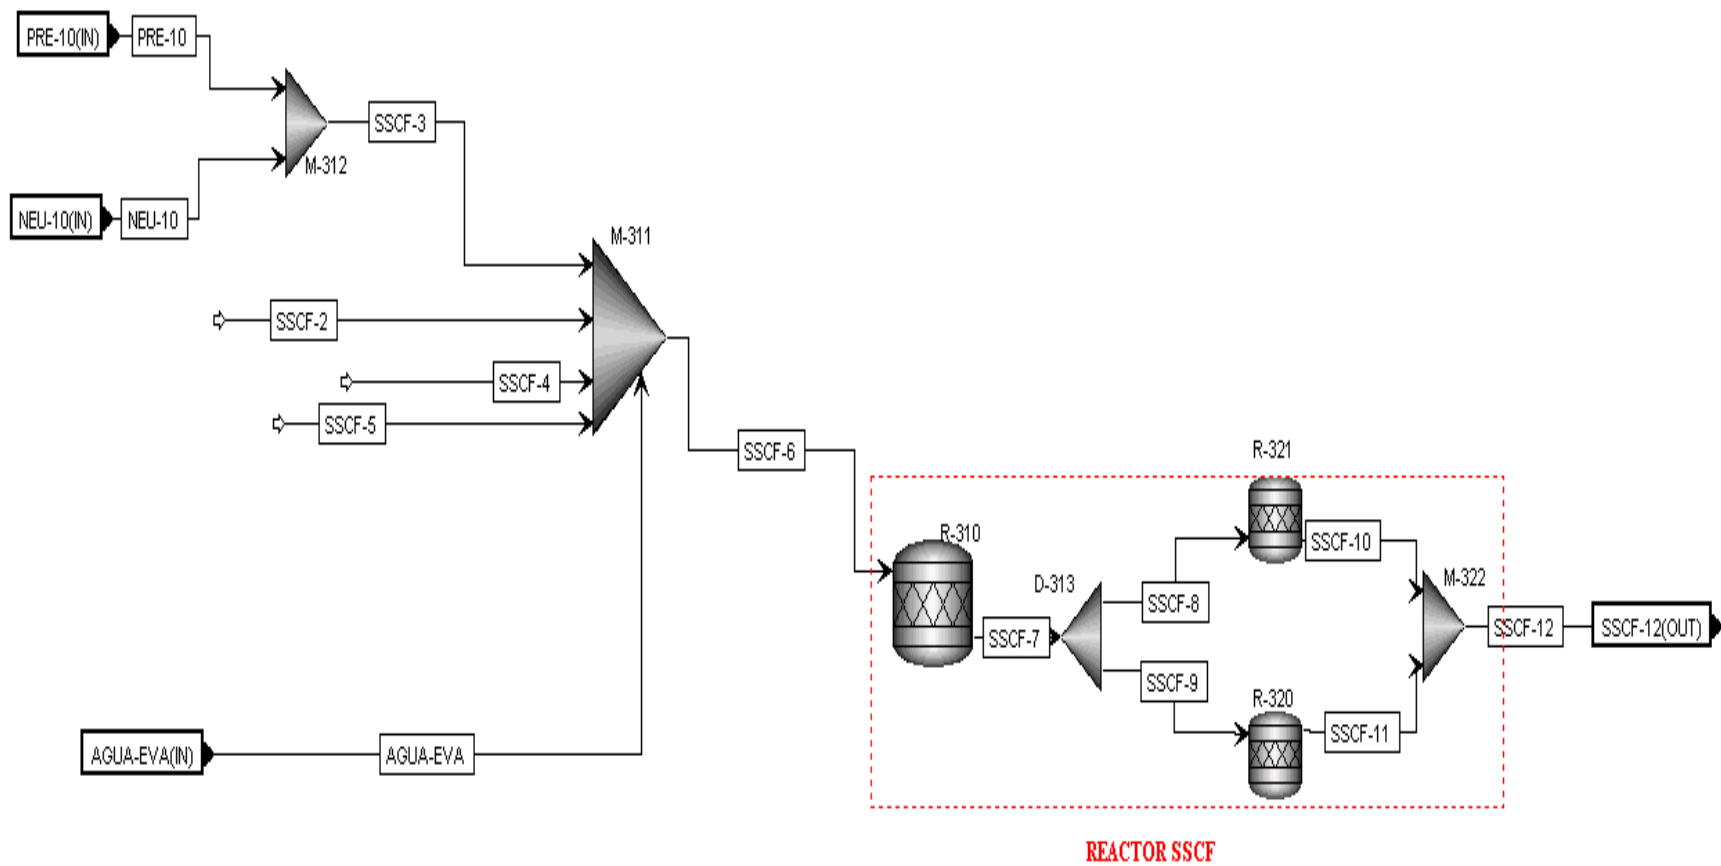 PRE-10(IN)
PRE-10
SSCF-3
M-312
NEU-10(IN)
NEU-10
M-311
SSCF-2
SSCF-4
SSCF-5
SSCF-6
R-321
R-310
SSCF-10
D-313
M-322
SSCF-8
SSCF-7
SSCF-12
SSCF-12(OUT)
SSCF-9
R-320
SSCF-11
AGUA-EVA(IN)
AGUA-EVA
REACTOR SSCF